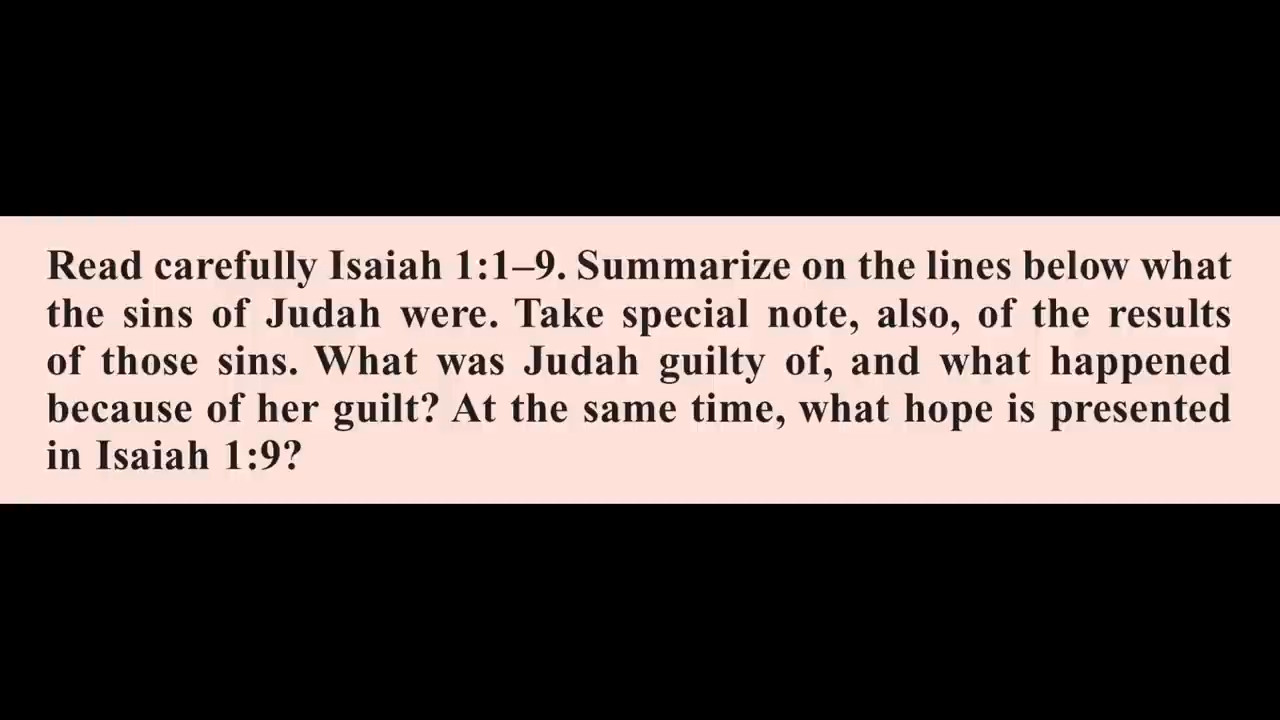 Read carefully Isaiah 1:1–9. Summarize on the lines below what
the sins of Judah were. Take special note, also, of the results
of those sins. What was Judah guilty of, and what happened
because of her guilt? At the same time, what hope is presented
in Isaiah 1:9?